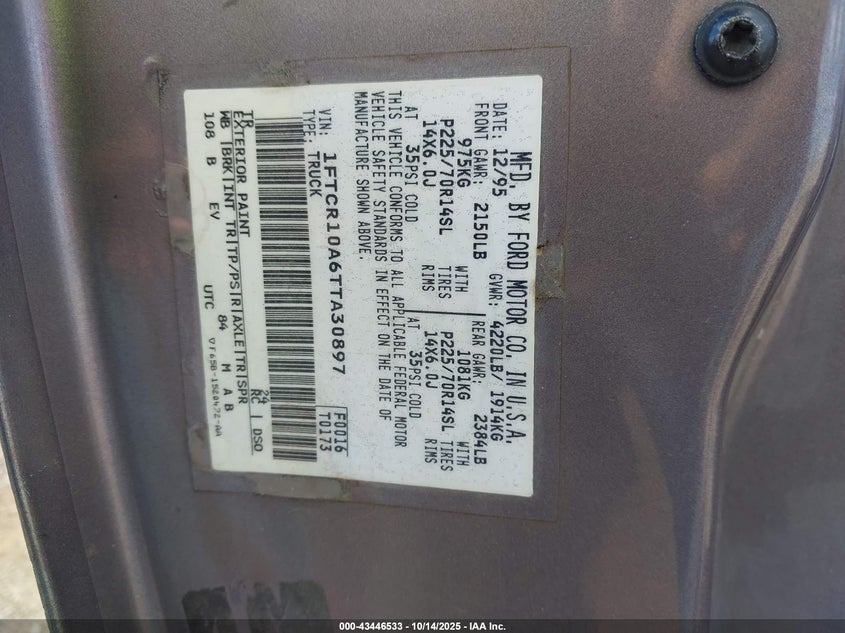 MFD. BY FORD MOTOR CO. IN U.S.A.
DATE: 12/95 GVWR: 4220LB/ 1914KG
FRONT GAWR: 2150LB REAR GAWR: 2384LB
975KG WITH 1081KG WITH
P225/70R14SL TIRES P225/70R14SL TIRES
14X6.0J RIMS 14X6.0J RIMS
AT 35PSI COLD AT 35PSI COLD
THIS VEHICLE CONFORMS TO ALL APPLICABLE FEDERAL MOTOR
VEHICLE SAFETY STANDARDS IN EFFECT ON THE DATE OF
MANUFACTURE SHOWN ABOVE.
VIN: 1FTCR10A6TTA30897 F0016
TYPE: TRUCK T0173
TR 24
EXTERIOR PAINT RC DSO
WB BRK INT TR TP/PS R AXLE TR SPR
108 B EV 84 M A B
UTC
000-43446533 - 10/14/2025 - IAA Inc.